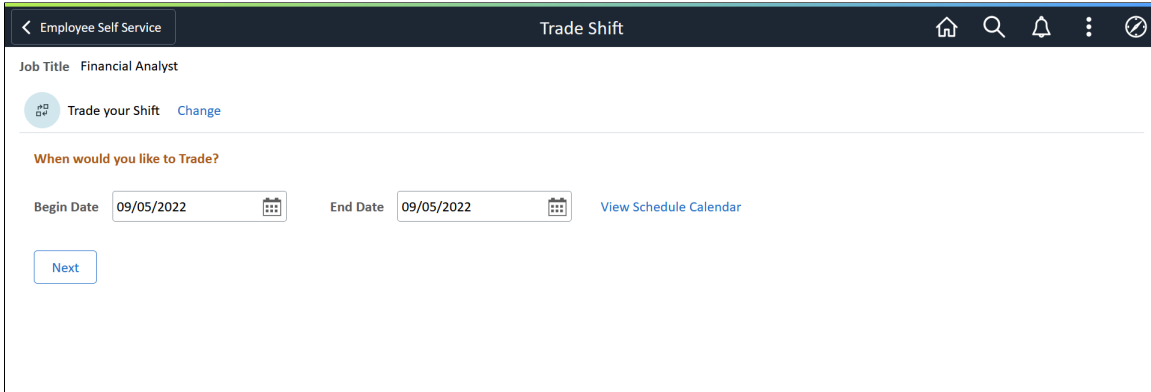 Employee Self Service
Trade Shift
Job Title Financial Analyst
Trade your Shift Change
When would you like to Trade?
Begin Date 09/05/2022 End Date 09/05/2022 View Schedule Calendar
Next